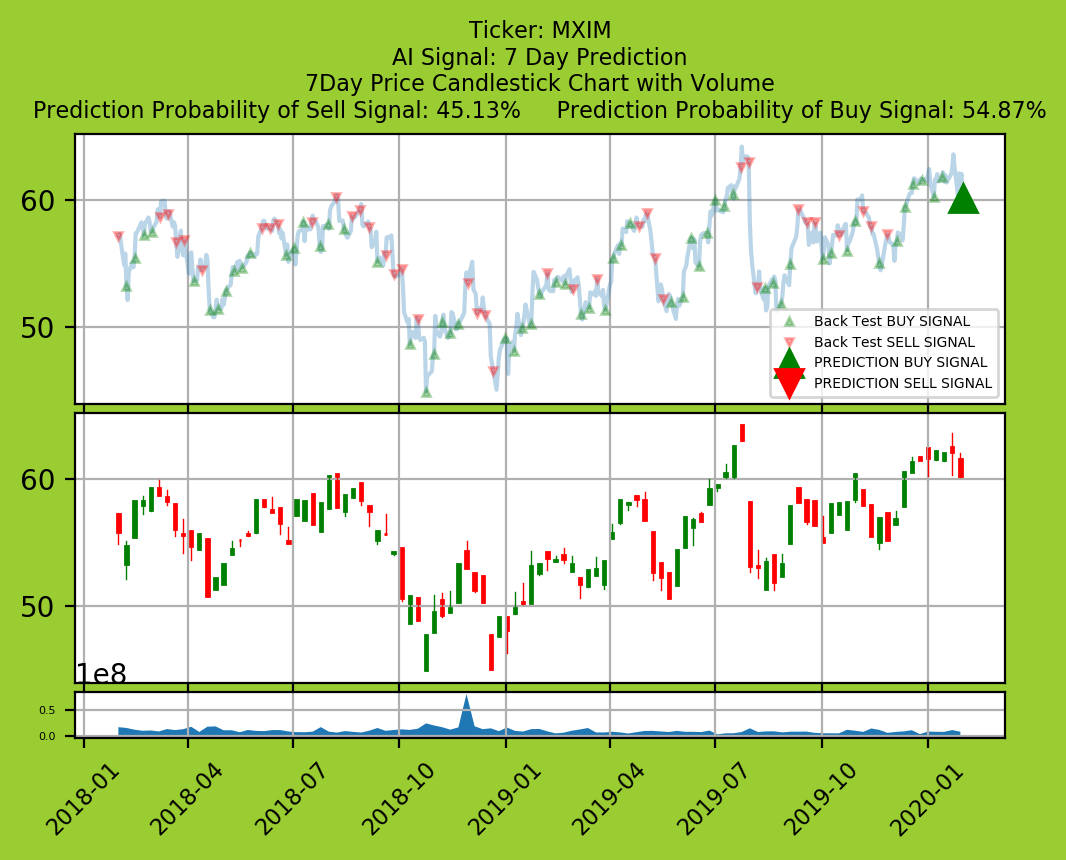 Ticker: MXIM
AI Signal: 7 Day Prediction
7Day Price Candlestick Chart with Volume
Prediction Probability of Sell Signal: 45.13%     Prediction Probability of Buy Signal: 54.87%
60
50
Back Test BUY SIGNAL
Back Test SELL SIGNAL
PREDICTION BUY SIGNAL
PREDICTION SELL SIGNAL
60
50
1e8
0.5
0.0
2018-01
2018-04
2018-07
2018-10
2019-01
2019-04
2019-07
2019-10
2020-01